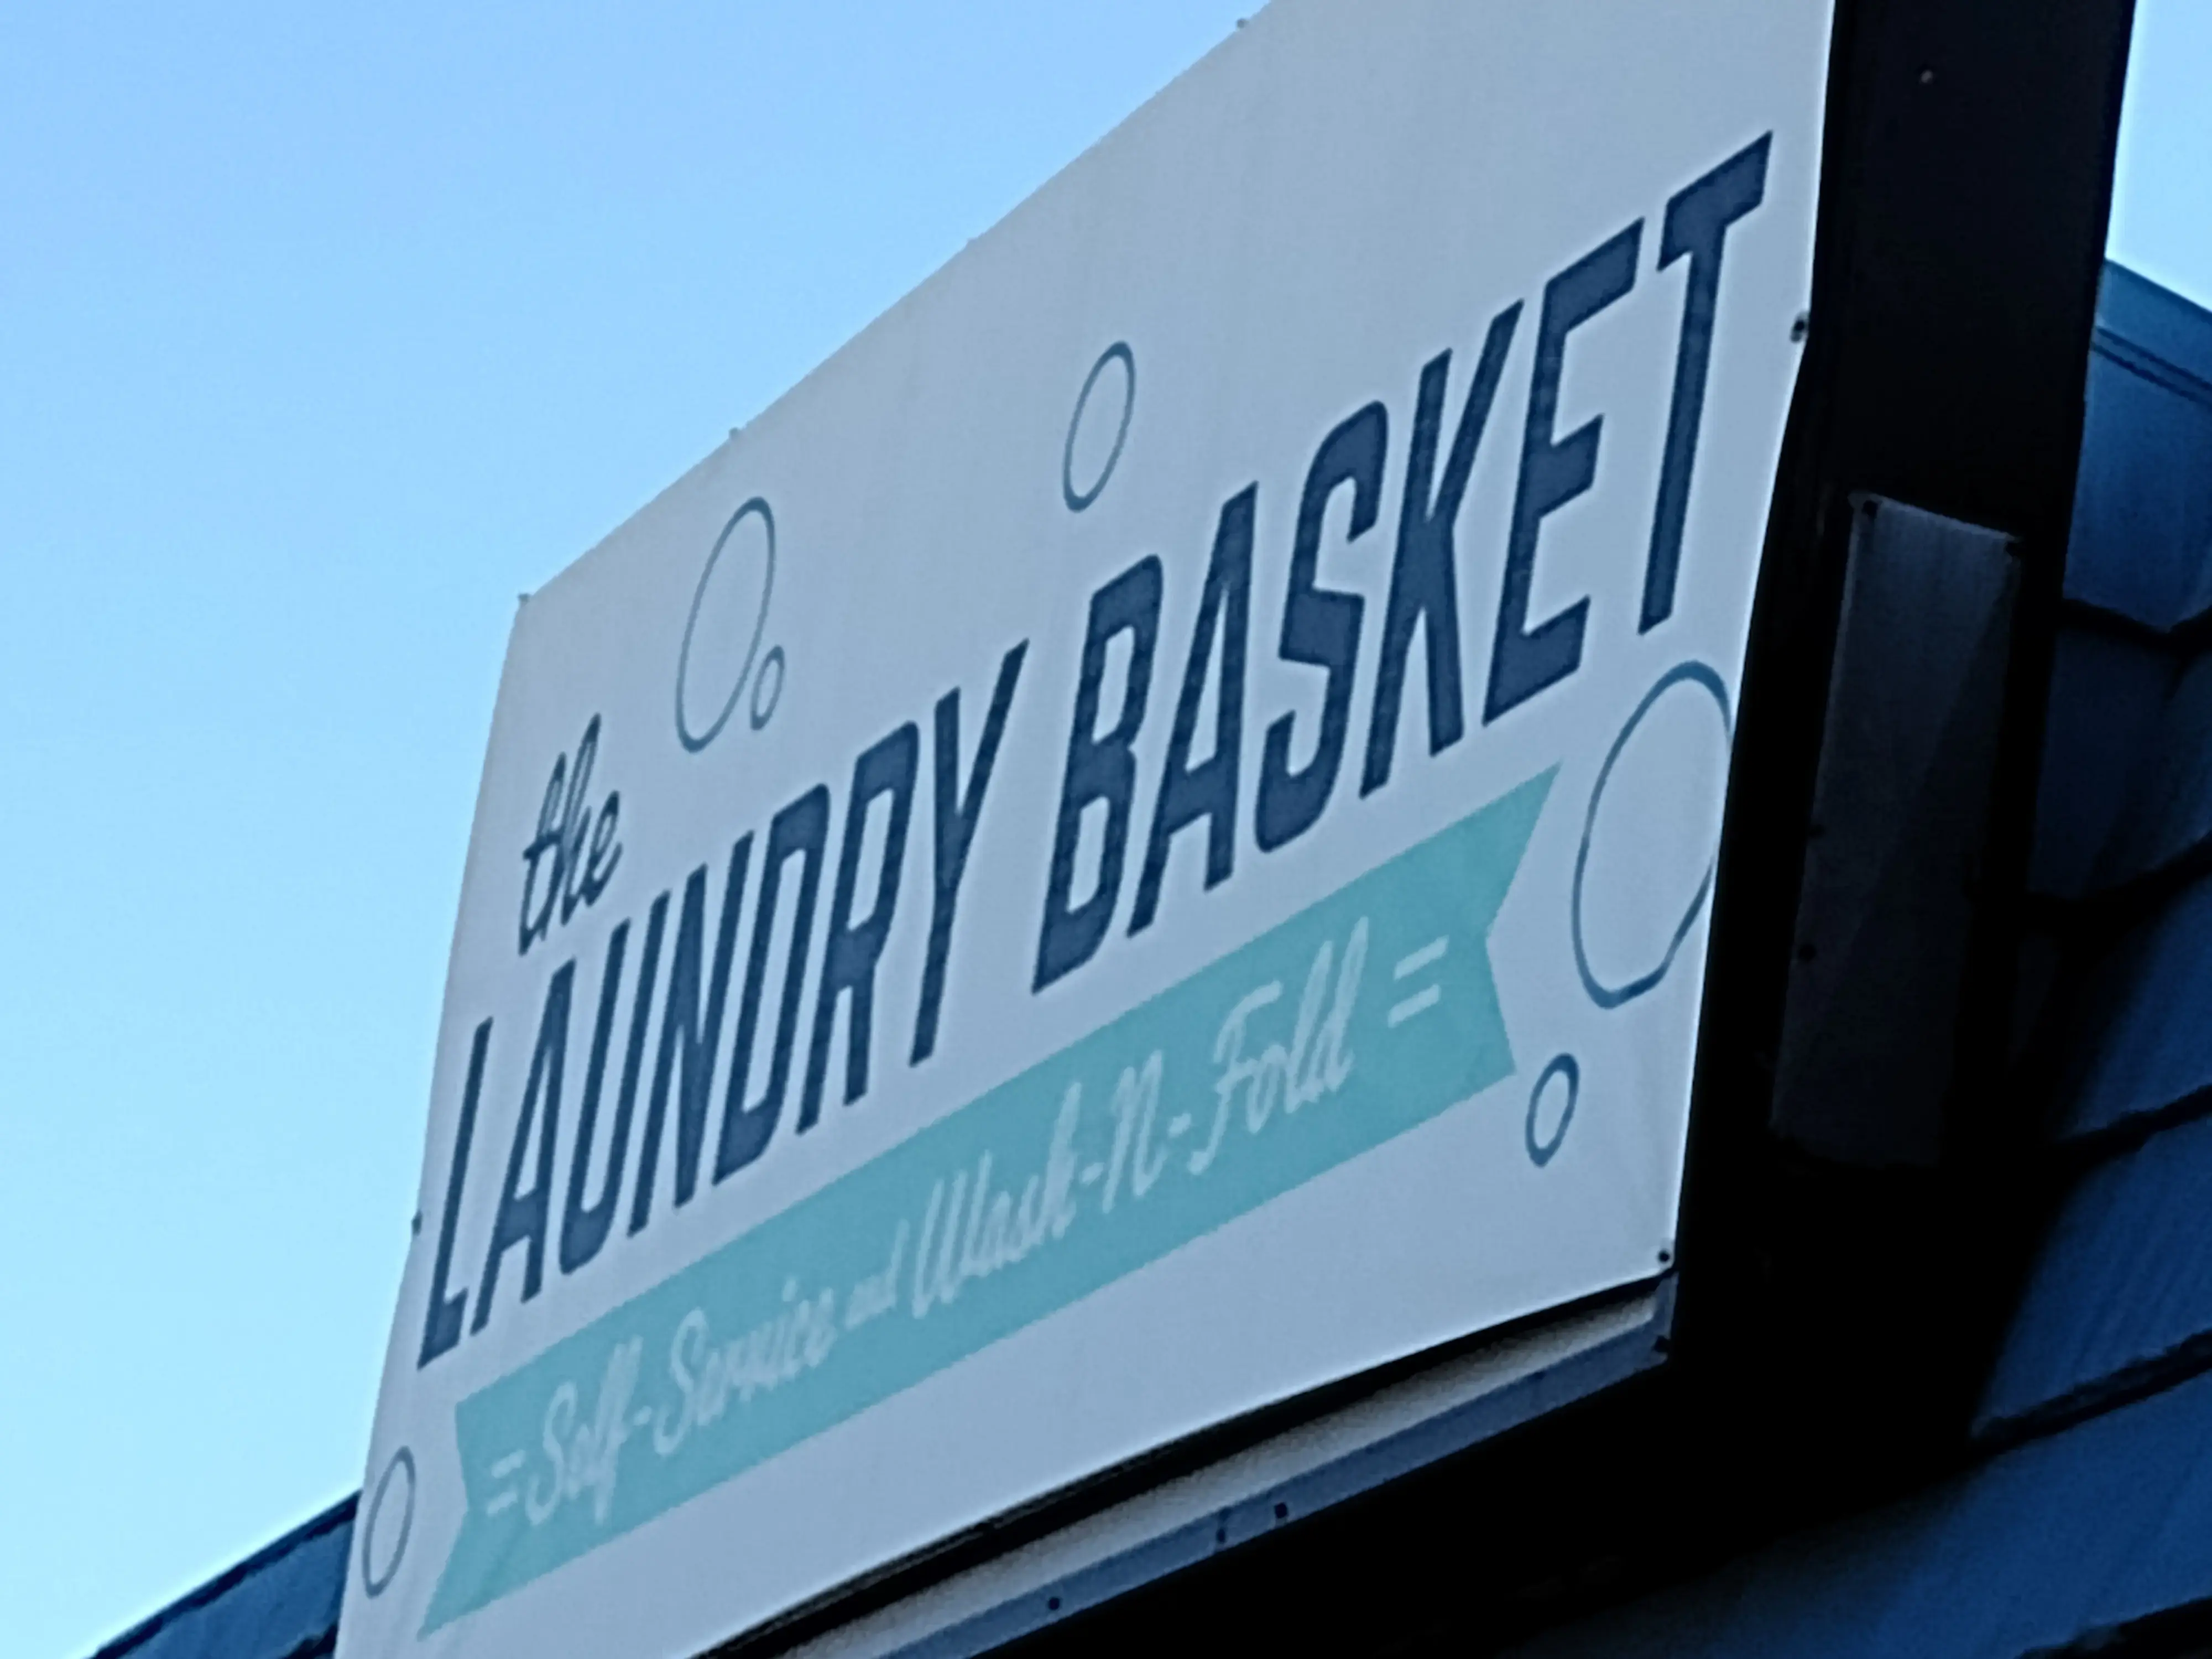 the
LAUNDRY BASKET
= Self-Service and Wash-N-Fold =